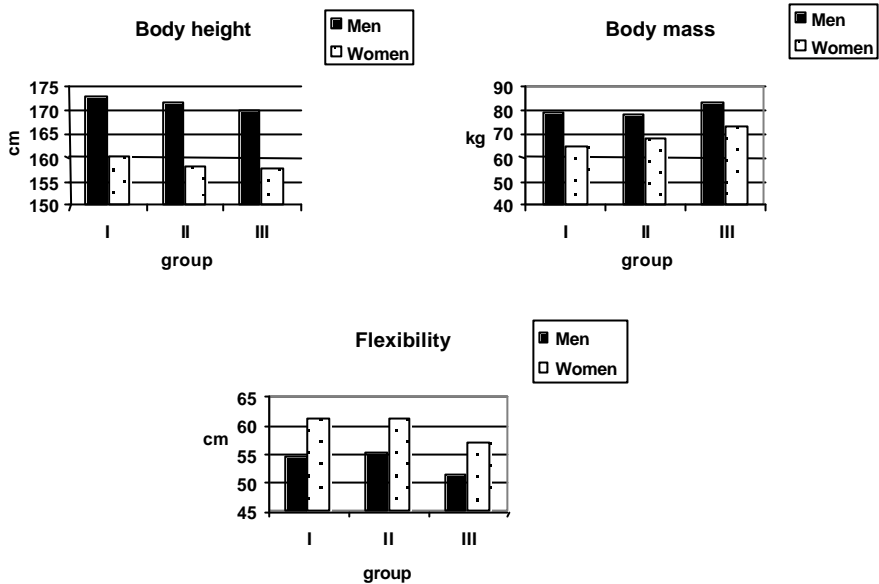 Body height
Men
Women
175
170
165
160
155
150
cm
I II III
group
Body mass
Men
Women
90
80
70
60
50
40
kg
I II III
group
Flexibility
Men
Women
65
60
55
50
45
cm
I II III
group